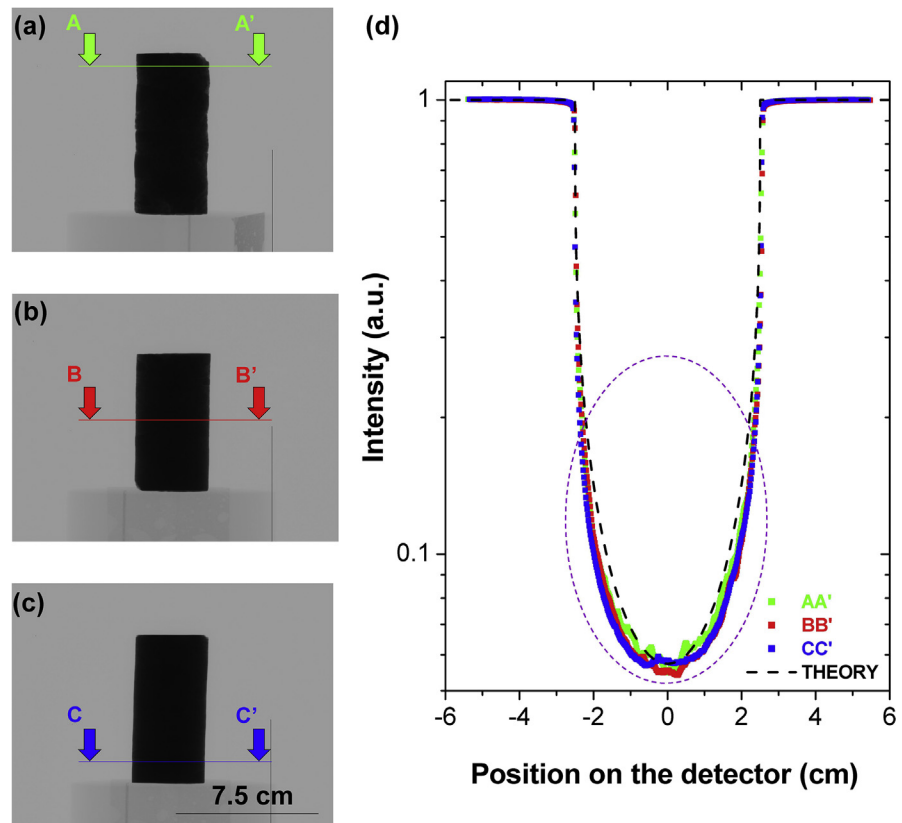 (a)
A
A'
(b)
B
B'
(c)
C
C'
7.5 cm
(d)
Intensity (a.u.)
1
0.1
AA'
BB'
CC'
THEORY
-6
-4
-2
0
2
4
6
Position on the detector (cm)